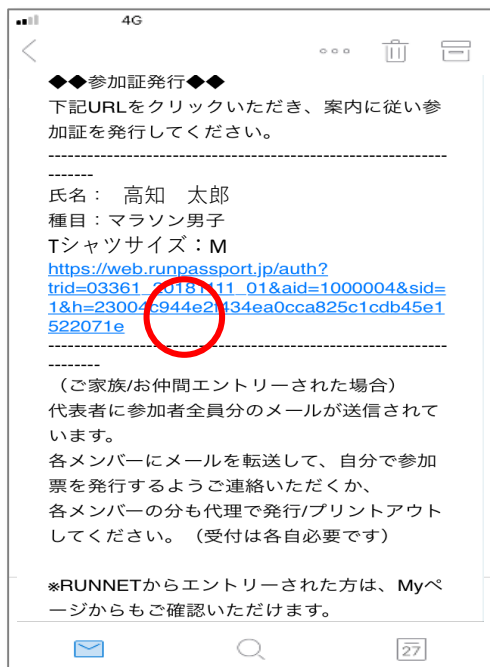 4G
◆◆参加証発行◆◆
下記URLをクリックいただき、案内に従い参
加証を発行してください。
-------------------------------------------------------------
-------
氏名： 高知　太郎
種目：マラソン男子
Tシャツサイズ：M
https://web.runpassport.jp/auth?
trid=03361_20181111_01&aid=1000004&sid=
1&h=23004c944e2f434ea0cca825c1cdb45e1
522071e
-------------------------------------------------------------
--------
（ご家族/お仲間エントリーされた場合）
代表者に参加者全員分のメールが送信されて
います。
各メンバーにメールを転送して、自分で参加
票を発行するようご連絡いただくか、
各メンバーの分も代理で発行/プリントアウト
してください。（受付は各自必要です）
※RUNNETからエントリーされた方は、Myペ
ージからもご確認いただけます。
27